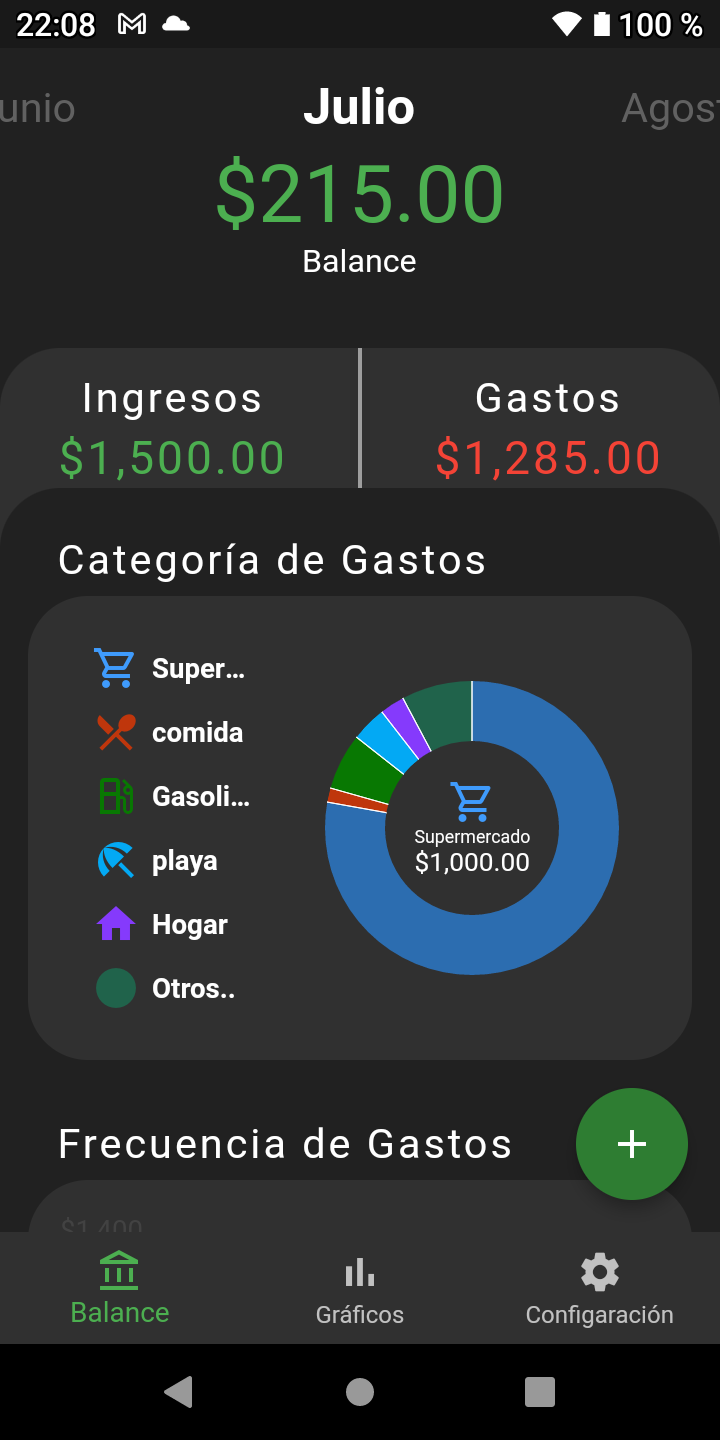 22:08 100 %
unio Julio Agost
$215.00
Balance
Ingresos Gastos
$1,500.00 $1,285.00
Categoría de Gastos
Super…
comida
Gasoli…
playa
Hogar
Otros..
Supermercado
$1,000.00
Frecuencia de Gastos
$1,400
Balance Gráficos Configaración